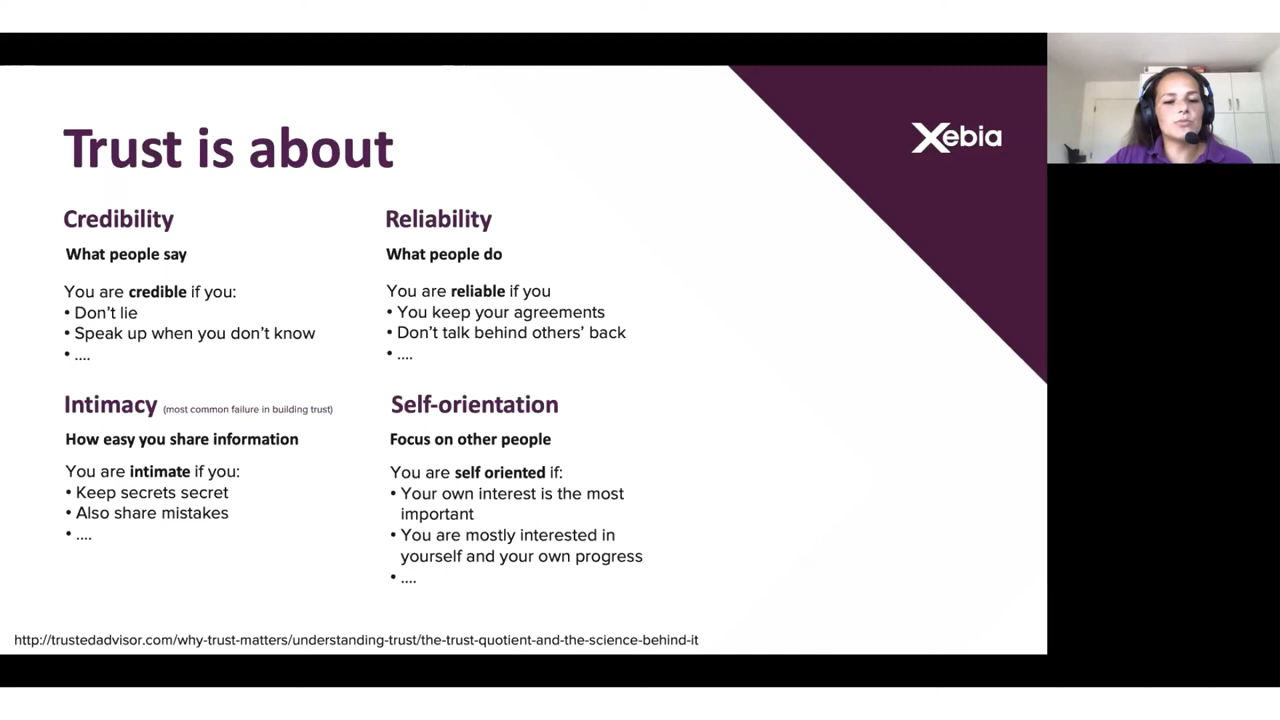 Trust is about
Xebia
Credibility
What people say
You are credible if you:
• Don't lie
• Speak up when you don't know
• ....
Reliability
What people do
You are reliable if you
• You keep your agreements
• Don't talk behind others' back
• ....
Intimacy (most common failure in building trust)
How easy you share information
You are intimate if you:
• Keep secrets secret
• Also share mistakes
• ....
Self-orientation
Focus on other people
You are self oriented if:
• Your own interest is the most
important
• You are mostly interested in
yourself and your own progress
• ....
http://trustedadvisor.com/why-trust-matters/understanding-trust/the-trust-quotient-and-the-science-behind-it